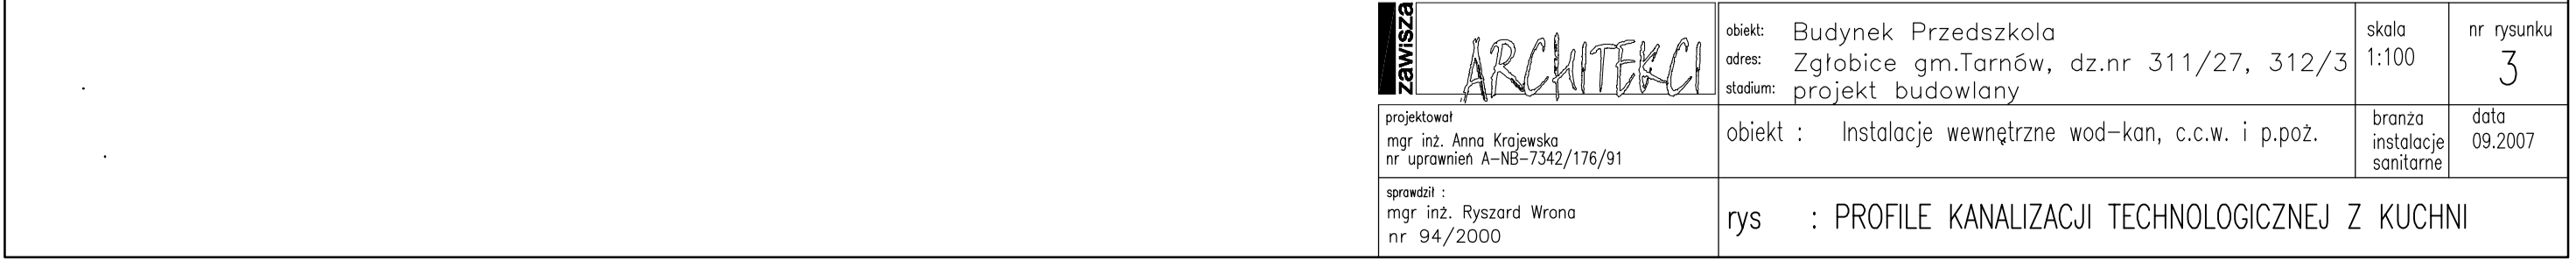 zawisza
ARCHITEKCI
obiekt: Budynek Przedszkola
adres: Zgłobice gm.Tarnów, dz.nr 311/27, 312/3
stadium: projekt budowlany
skala
1:100
nr rysunku
3
projektował
mgr inż. Anna Krajewska
nr uprawnień A-NB-7342/176/91
obiekt : Instalacje wewnętrzne wod-kan, c.c.w. i p.poż.
branża
instalacje
sanitarne
data
09.2007
sprawdził :
mgr inż. Ryszard Wrona
nr 94/2000
rys : PROFILE KANALIZACJI TECHNOLOGICZNEJ Z KUCHNI